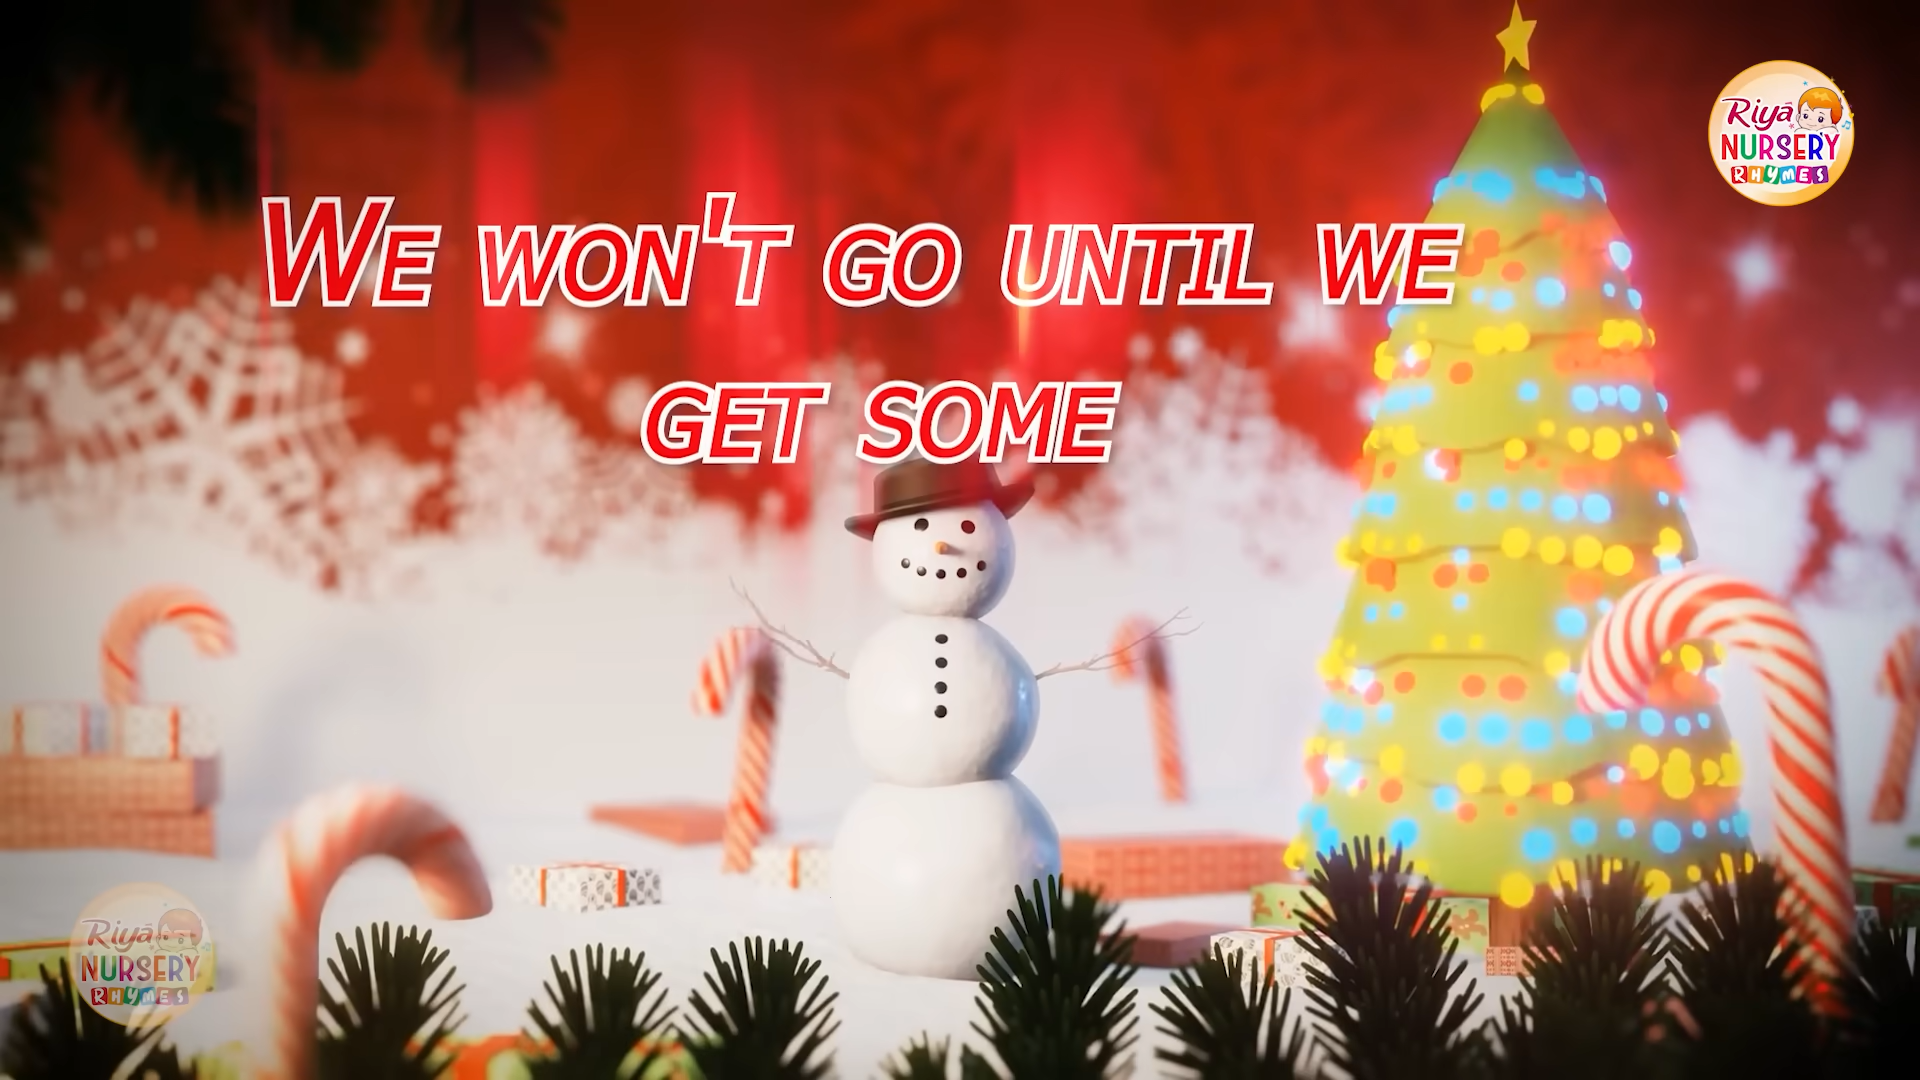 We won't go until we
get some
Riya
NURSERY
RHYMES
Riya
NURSERY
RHYMES